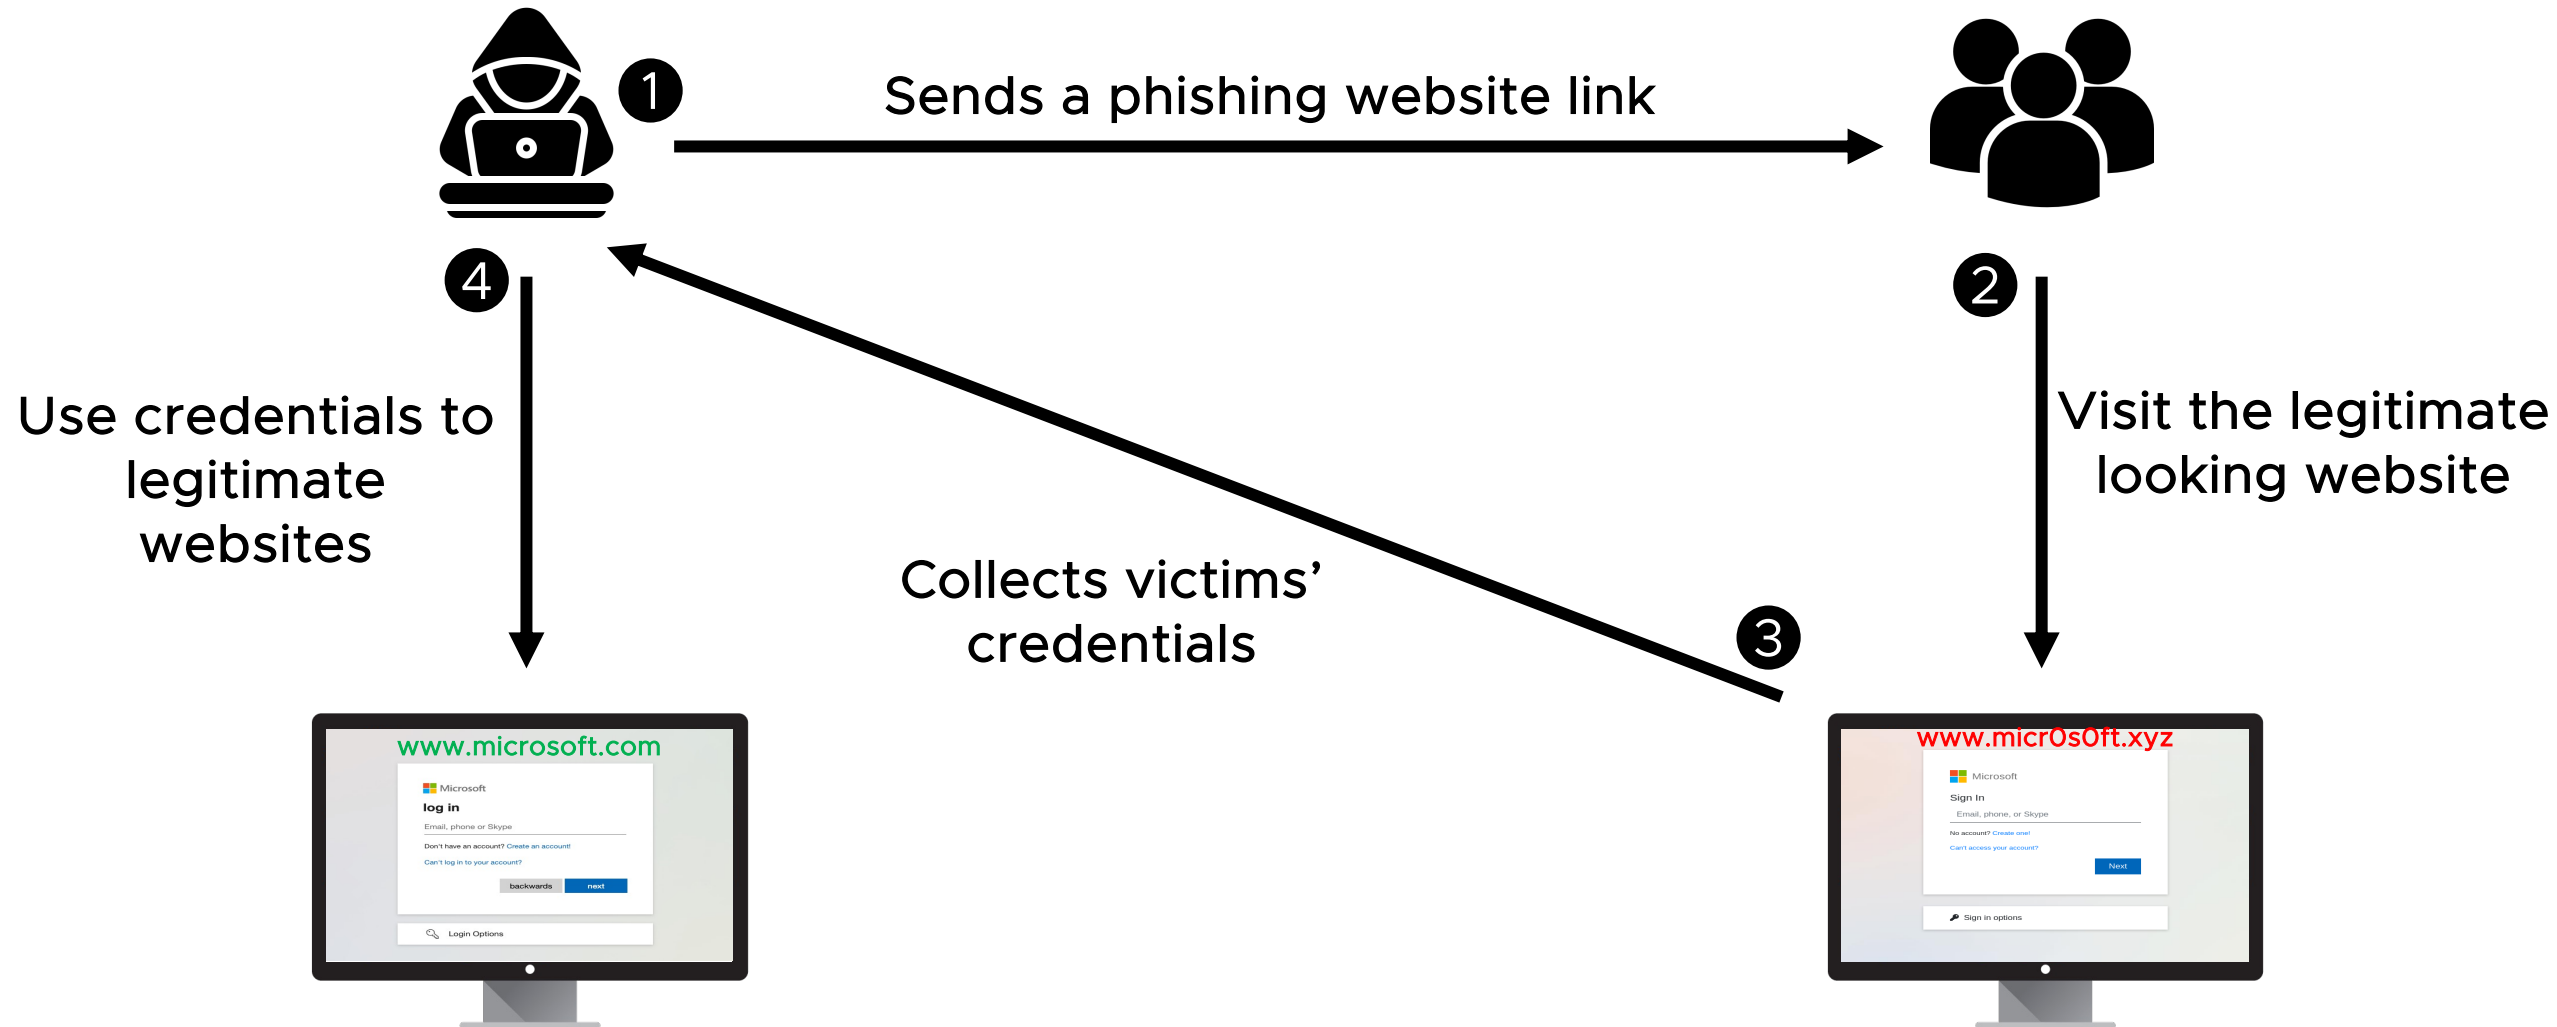 1
Sends a phishing website link
4
2
Use credentials to
legitimate
websites
Visit the legitimate
looking website
Collects victims’
credentials
3
www.microsoft.com
Microsoft
log in
Email, phone or Skype
Don't have an account? Create an account!
Can't log in to your account?
backwards next
Login Options
www.micr0s0ft.xyz
Microsoft
Sign In
Email, phone, or Skype
No account? Create one!
Can't access your account?
Next
Sign in options